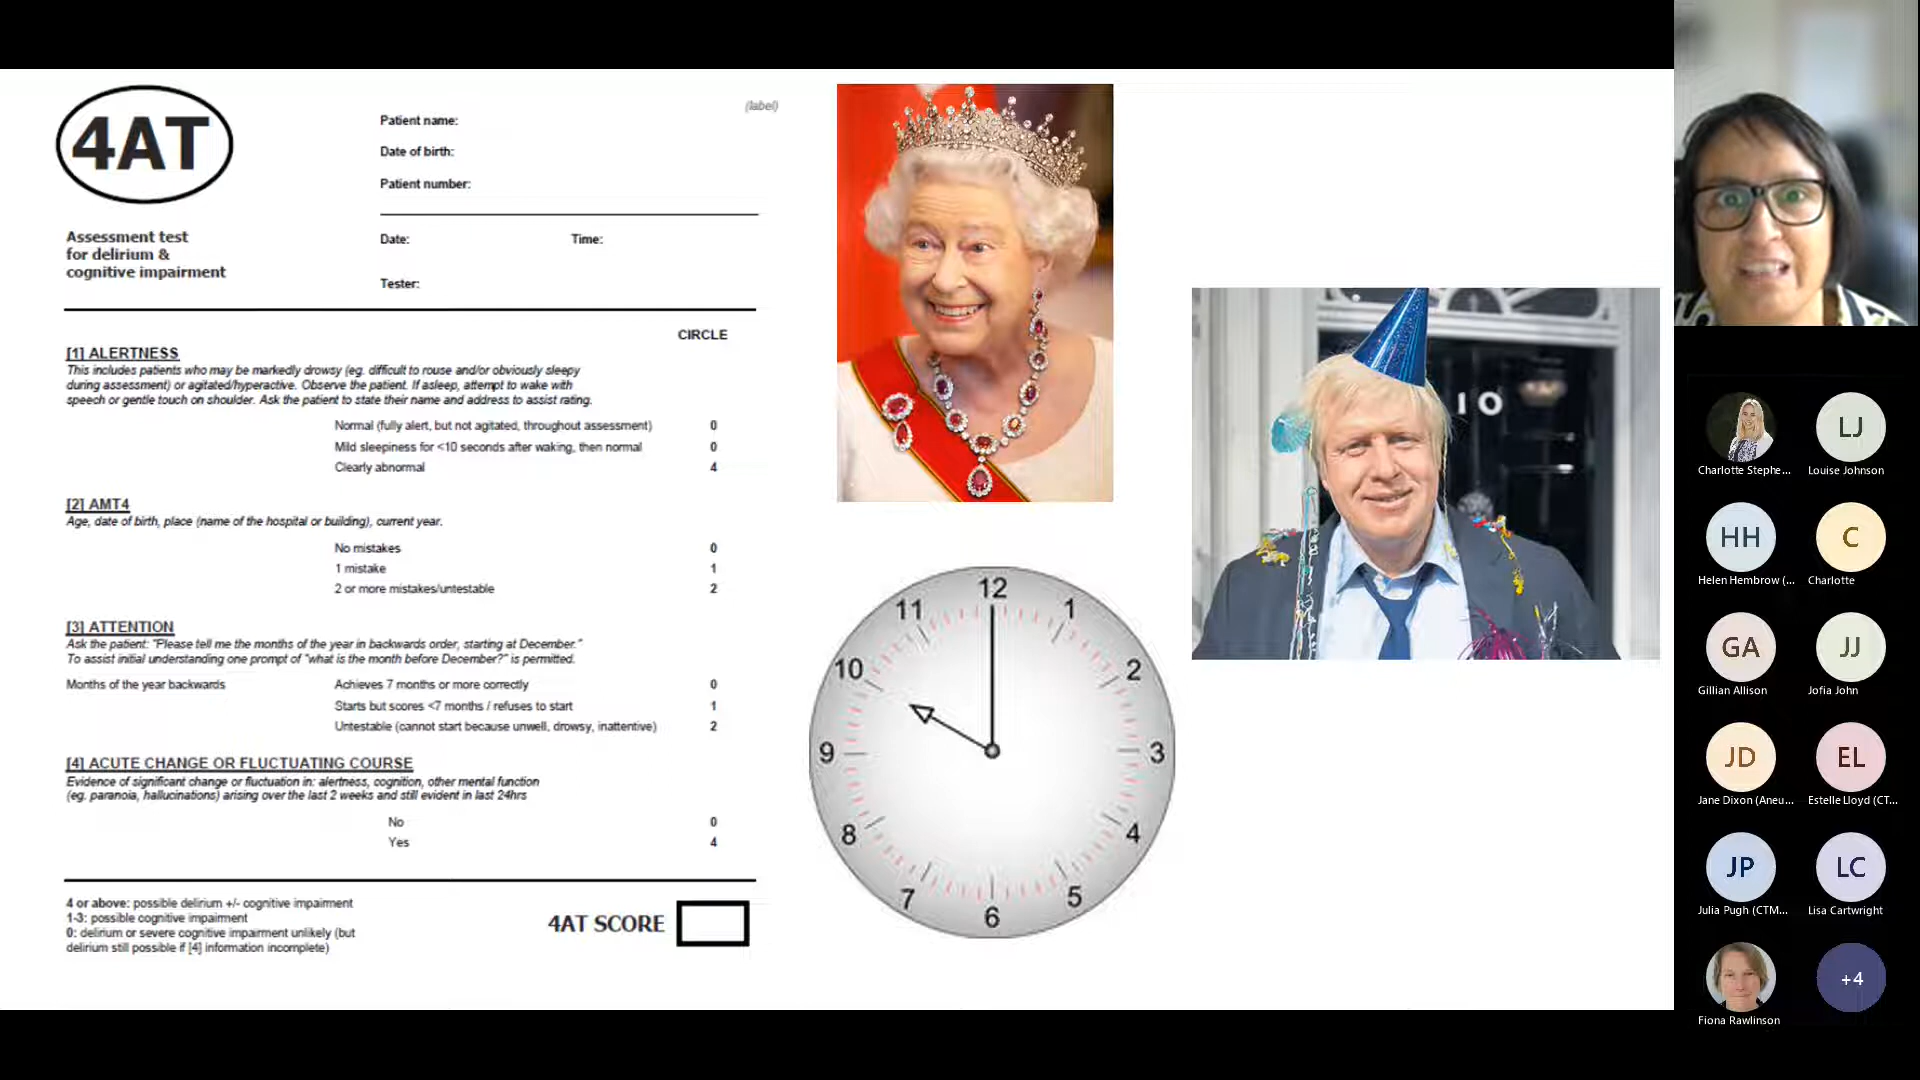 4AT
(label)
Patient name:
Date of birth:
Patient number:
Assessment test
for delirium &
cognitive impairment
Date: Time:
Tester:
CIRCLE
[1] ALERTNESS
This includes patients who may be markedly drowsy (eg. difficult to rouse and/or obviously sleepy
during assessment) or agitated/hyperactive. Observe the patient. If asleep, attempt to wake with
speech or gentle touch on shoulder. Ask the patient to state their name and address to assist rating.
Normal (fully alert, but not agitated, throughout assessment) 0
Mild sleepiness for <10 seconds after waking, then normal 0
Clearly abnormal 4
[2] AMT4
Age, date of birth, place (name of the hospital or building), current year.
No mistakes 0
1 mistake 1
2 or more mistakes/untestable 2
[3] ATTENTION
Ask the patient: "Please tell me the months of the year in backwards order, starting at December."
To assist initial understanding one prompt of "what is the month before December?" is permitted.
Months of the year backwards Achieves 7 months or more correctly 0
Starts but scores <7 months / refuses to start 1
Untestable (cannot start because unwell, drowsy, inattentive) 2
[4] ACUTE CHANGE OR FLUCTUATING COURSE
Evidence of significant change or fluctuation in: alertness, cognition, other mental function
(eg. paranoia, hallucinations) arising over the last 2 weeks and still evident in last 24hrs
No 0
Yes 4
4 or above: possible delirium +/- cognitive impairment
1-3: possible cognitive impairment
0: delirium or severe cognitive impairment unlikely (but
delirium still possible if [4] information incomplete)
4AT SCORE
10
12
1
2
3
4
5
6
7
8
9
10
11
Charlotte Stephe...
LJ
Louise Johnson
HH
Helen Hembrow (...
C
Charlotte
GA
Gillian Allison
JJ
Jofia John
JD
Jane Dixon (Aneu...
EL
Estelle Lloyd (CT...
JP
Julia Pugh (CTM...
LC
Lisa Cartwright
Fiona Rawlinson
+4